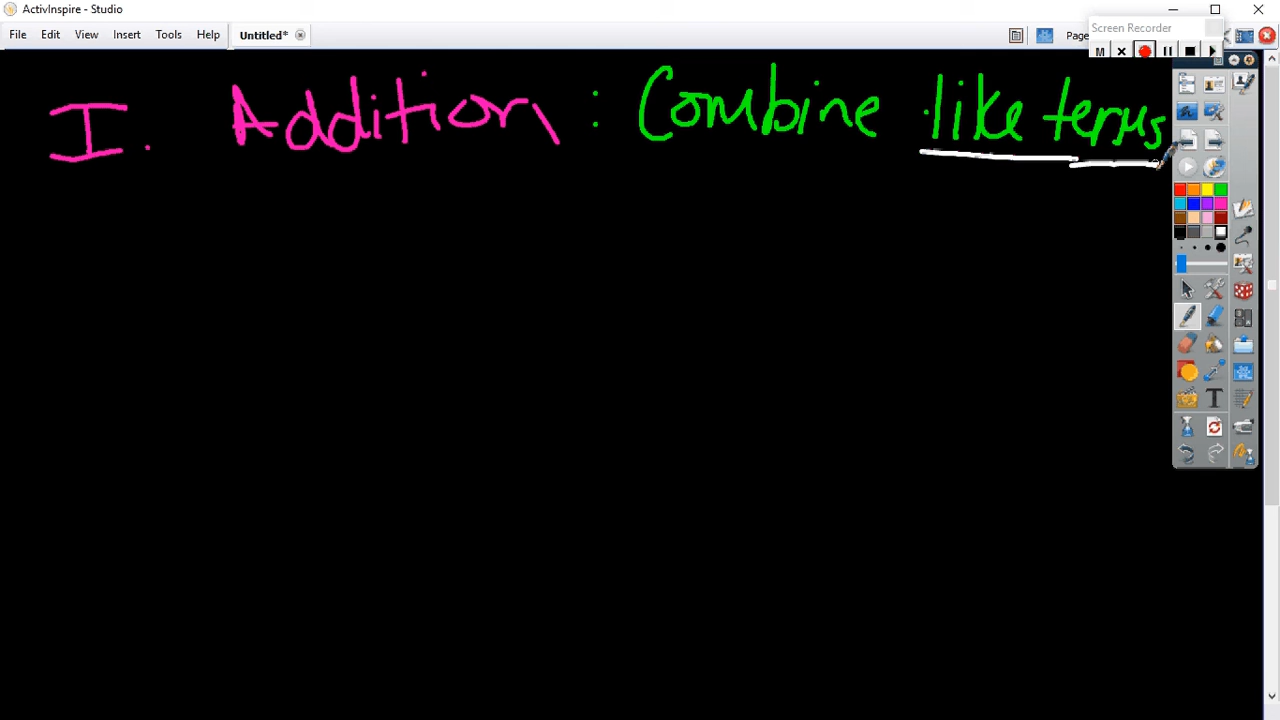 ActivInspire - Studio
File Edit View Insert Tools Help Untitled* Page
Screen Recorder
I. Addition : Combine like terms